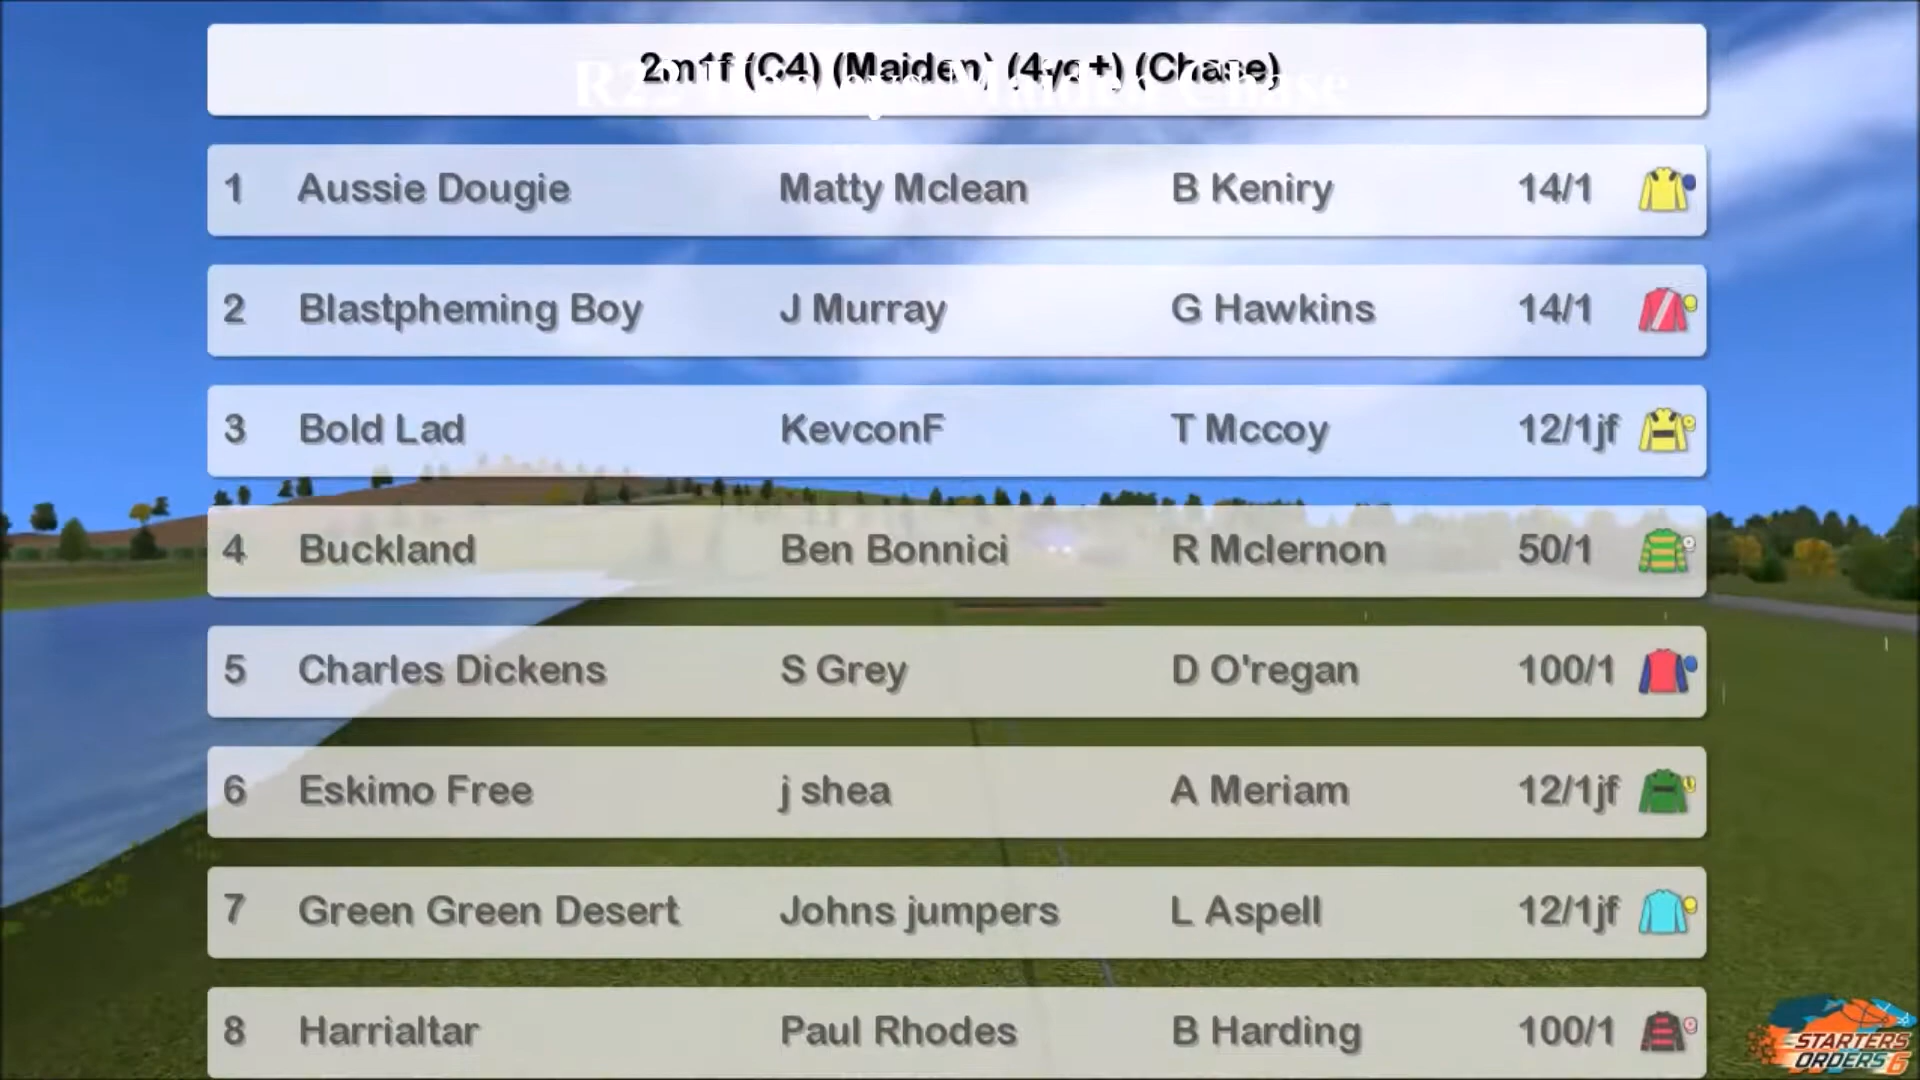 2m1f (C4) (Maiden) (4yo+) (Chase)
1 Aussie Dougie Matty Mclean B Keniry 14/1
2 Blastpheming Boy J Murray G Hawkins 14/1
3 Bold Lad KevconF T Mccoy 12/1jf
4 Buckland Ben Bonnici R Mclernon 50/1
5 Charles Dickens S Grey D O'regan 100/1
6 Eskimo Free j shea A Meriam 12/1jf
7 Green Green Desert Johns jumpers L Aspell 12/1jf
8 Harrialtar Paul Rhodes B Harding 100/1
STARTERS
ORDERS 6